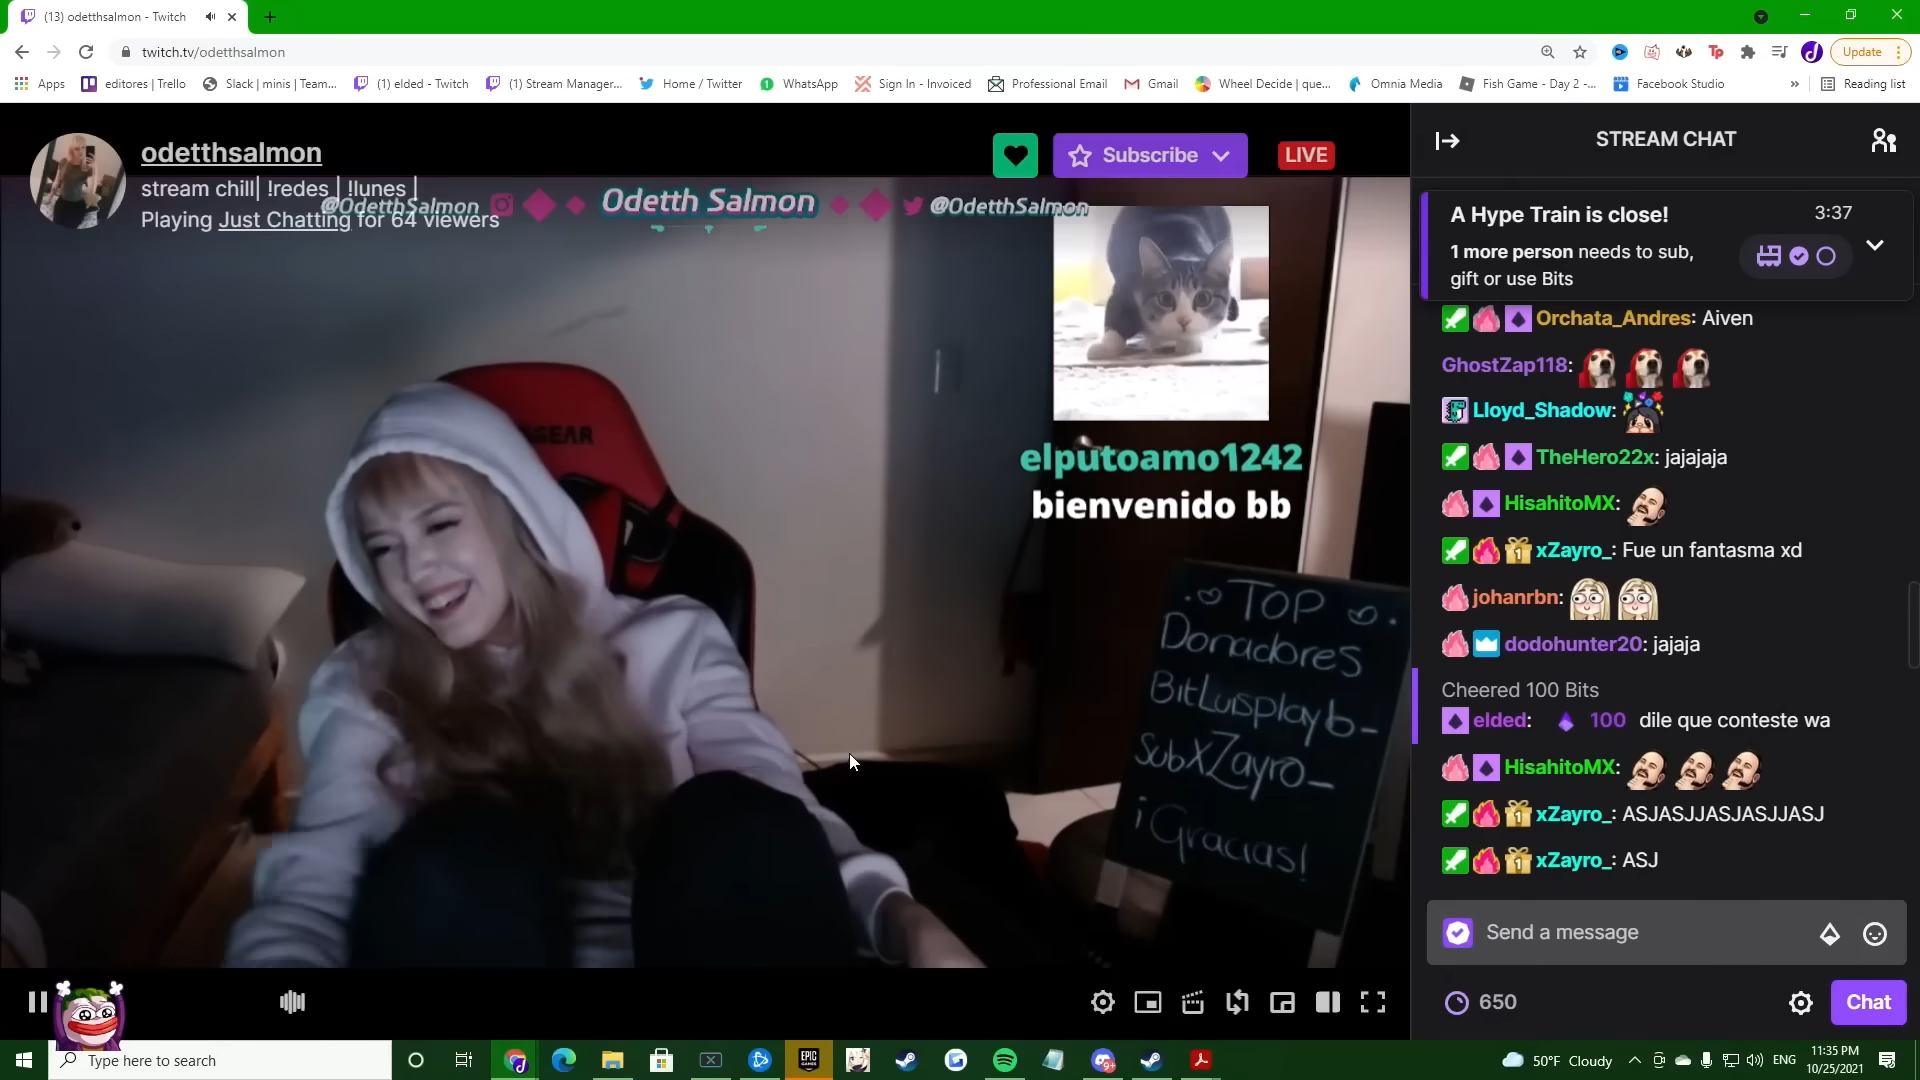 (13) odetthsalmon - Twitch
twitch.tv/odetthsalmon
Update
Apps
editores | Trello
Slack | minis | Team...
(1) elded - Twitch
(1) Stream Manager...
Home / Twitter
WhatsApp
Sign In - Invoiced
Professional Email
Gmail
Wheel Decide | que...
Omnia Media
Fish Game - Day 2 -...
Facebook Studio
»
Reading list
odetthsalmon
stream chill| !redes | !lunes |
Playing Just Chatting for 64 viewers
Subscribe
LIVE
@OdetthSalmon
Odetth Salmon
@OdetthSalmon
GEAR
elputoamo1242
bienvenido bb
TOP
Donadores
BitLuisplayb-
SubXZayro_
¡Gracias!
STREAM CHAT
A Hype Train is close!
3:37
1 more person needs to sub,
gift or use Bits
Orchata_Andres: Aiven
GhostZap118:
Lloyd_Shadow:
TheHero22x: jajajaja
HisahitoMX:
xZayro_: Fue un fantasma xd
johanrbn:
dodohunter20: jajaja
Cheered 100 Bits
elded: 100 dile que conteste wa
HisahitoMX:
xZayro_: ASJASJJASJASJJASJ
xZayro_: ASJ
Send a message
650
Chat
Type here to search
EPIC
GAMES
9+
50°F Cloudy
ENG
11:35 PM
10/25/2021